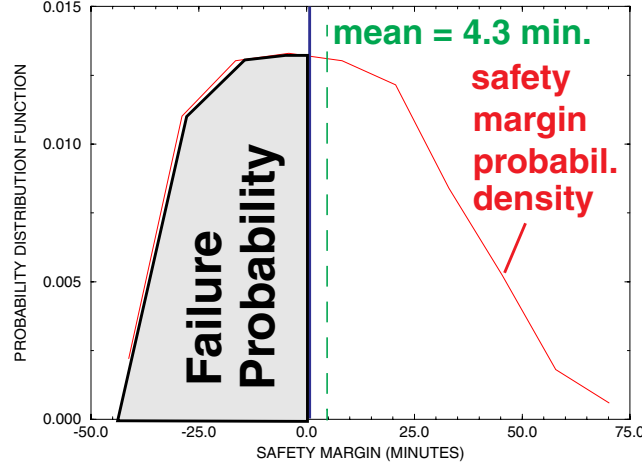 0.015
0.010
0.005
0.000
PROBABILITY DISTRIBUTION FUNCTION
mean = 4.3 min.
safety
margin
probabil.
density
Failure
Probability
-50.0
-25.0
0.0
25.0
50.0
75.0
SAFETY MARGIN (MINUTES)